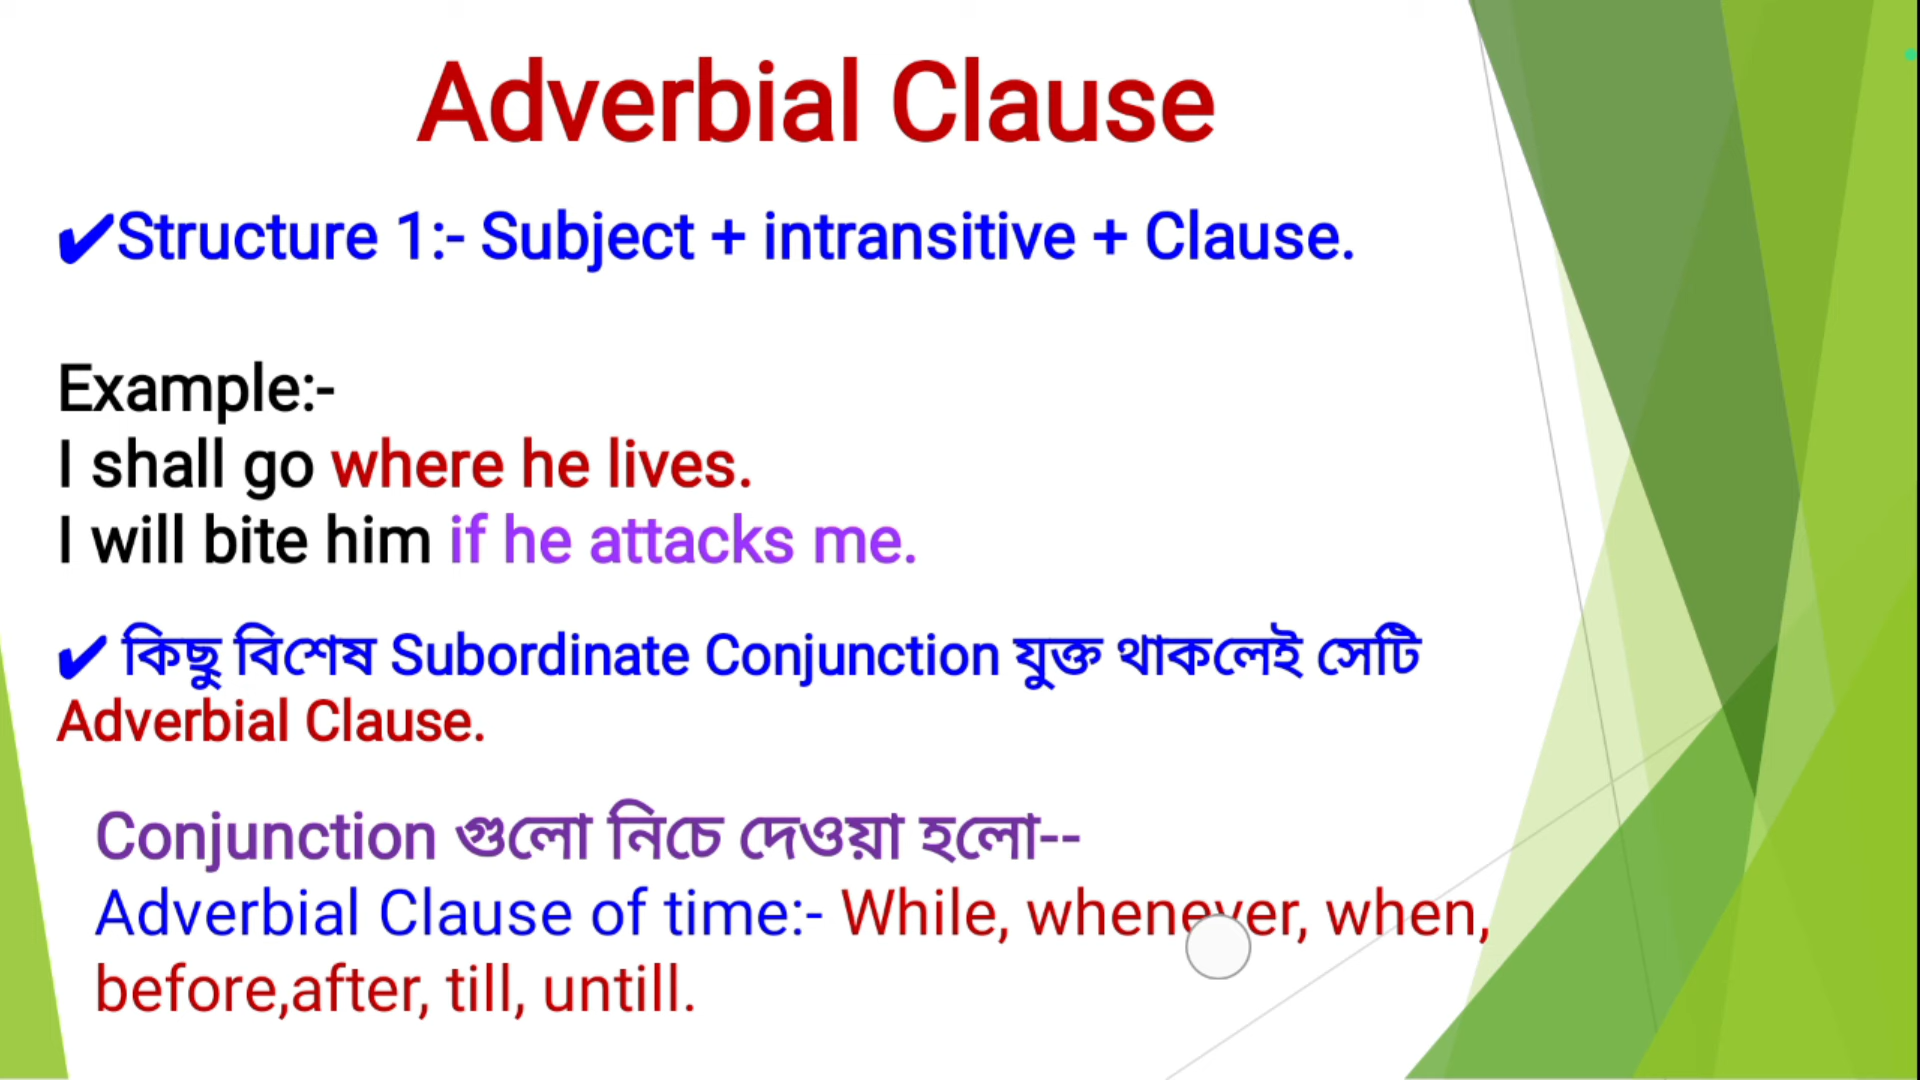 Adverbial Clause
✔Structure 1:- Subject + intransitive + Clause.
Example:-
I shall go where he lives.
I will bite him if he attacks me.
✔ কিছু বিশেষ Subordinate Conjunction যুক্ত থাকলেই সেটি
Adverbial Clause.
Conjunction গুলো নিচে দেওয়া হলো--
Adverbial Clause of time:- While, whenever, when,
before,after, till, untill.